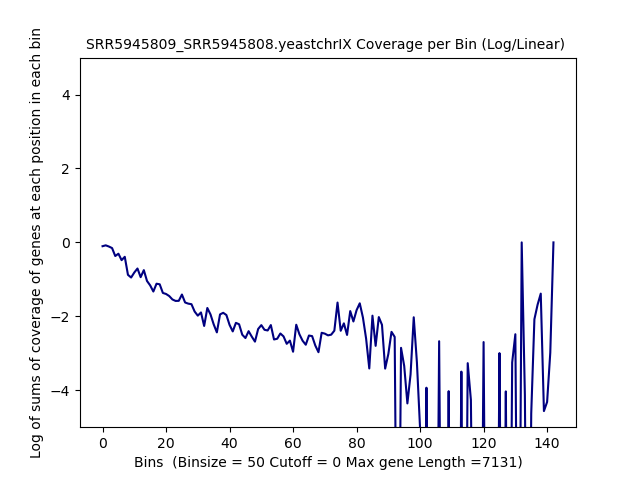 SRR5945809_SRR5945808.yeastchrIX Coverage per Bin (Log/Linear)
Log of sums of coverage of genes at each position in each bin
4
2
0
−2
−4
0 20 40 60 80 100 120 140
Bins  (Binsize = 50 Cutoff = 0 Max gene Length =7131)